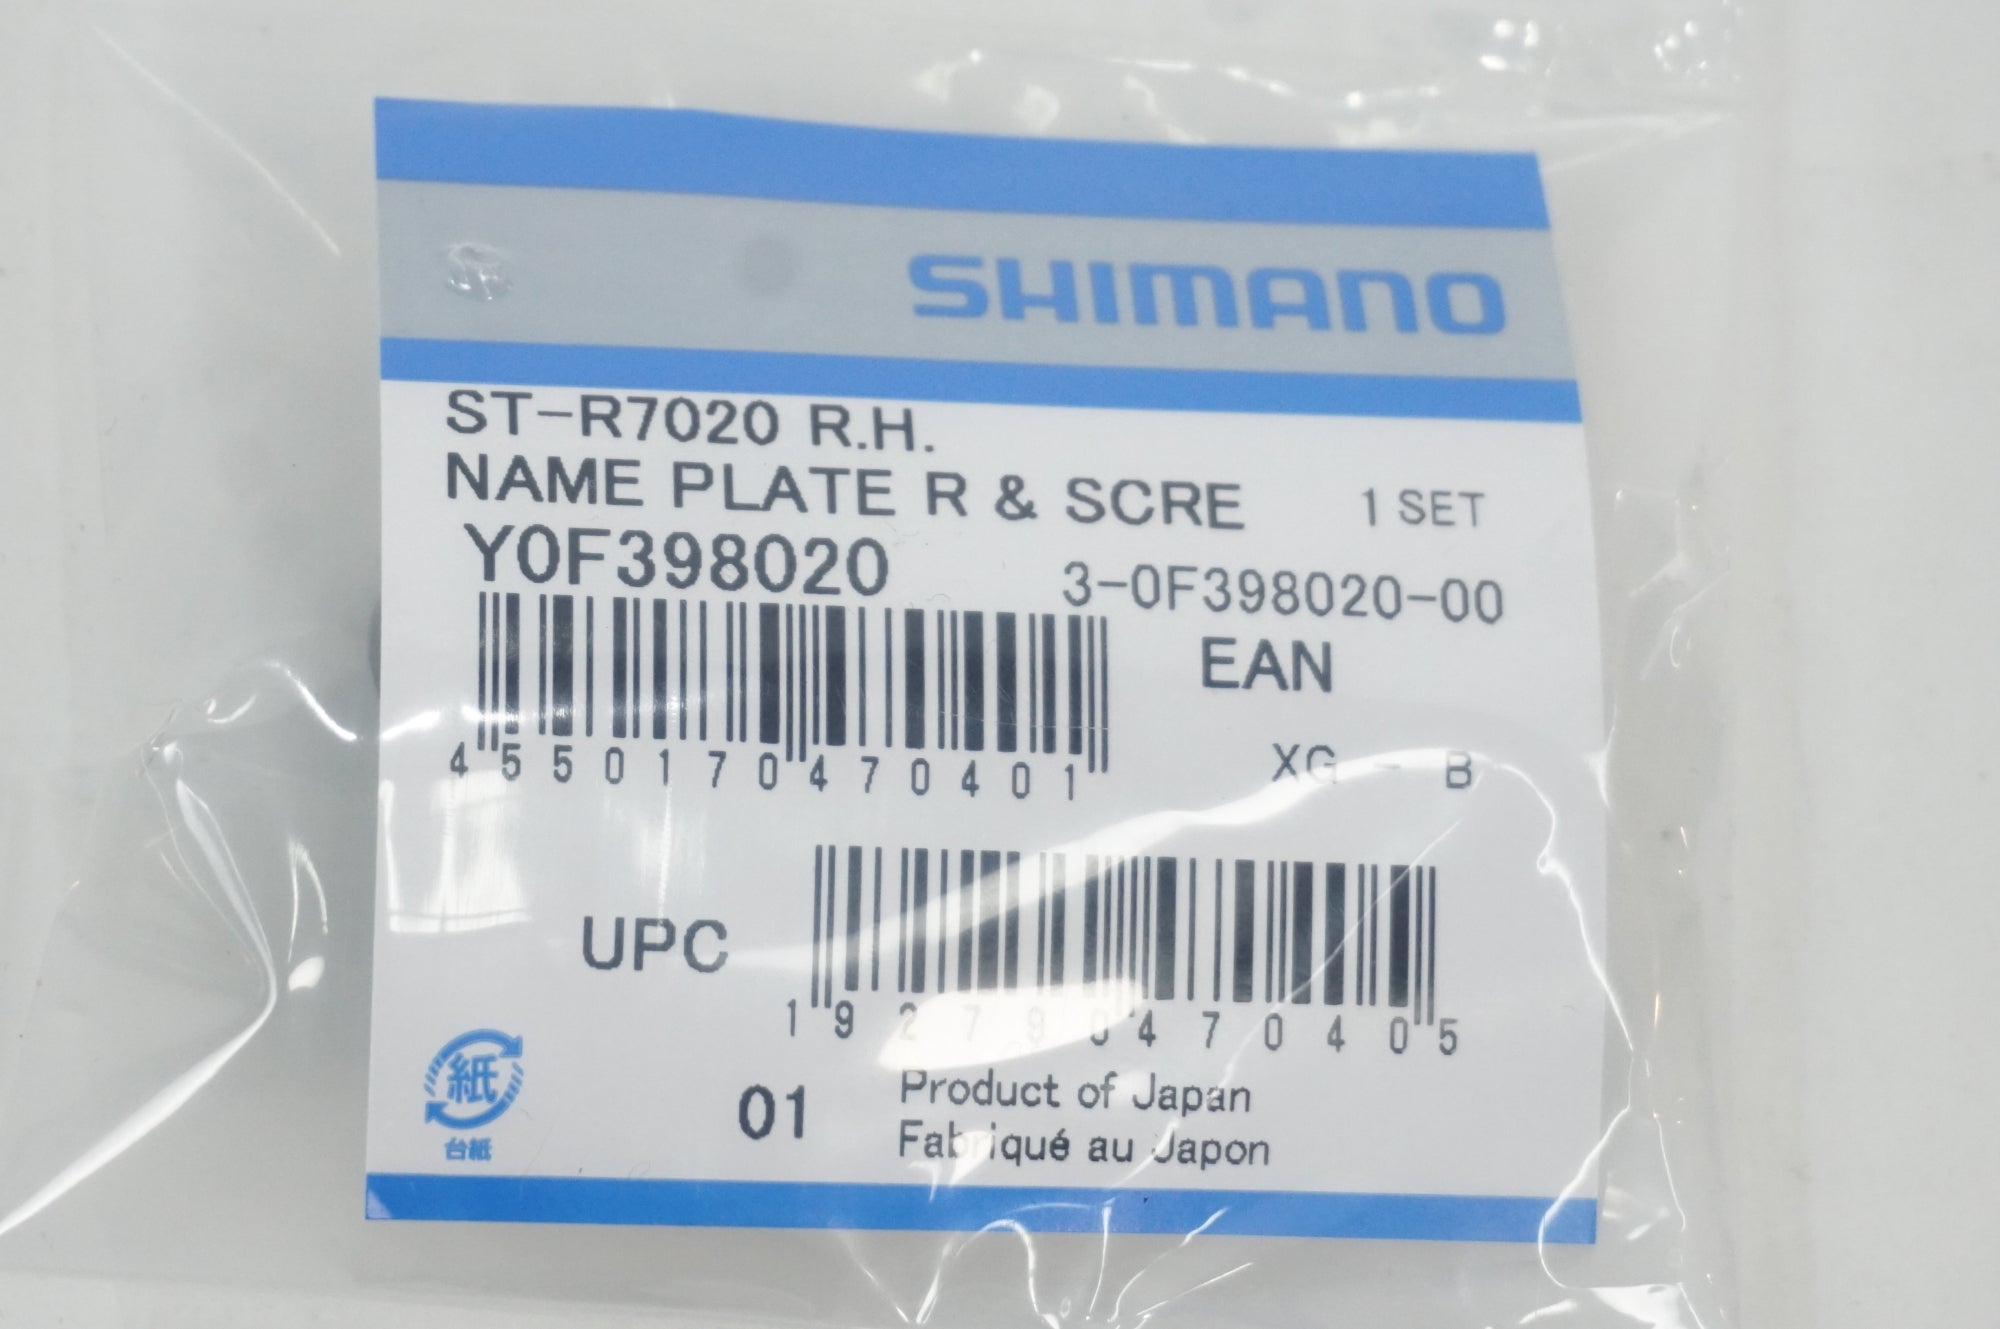 SHIMANO
ST-R7020 R.H.
NAME PLATE R & SCRE 1 SET
Y0F398020 3-0F398020-00
EAN
4550170470401
XG - B
UPC
192790470405
紙
台紙
01
Product of Japan
Fabriqué au Japon